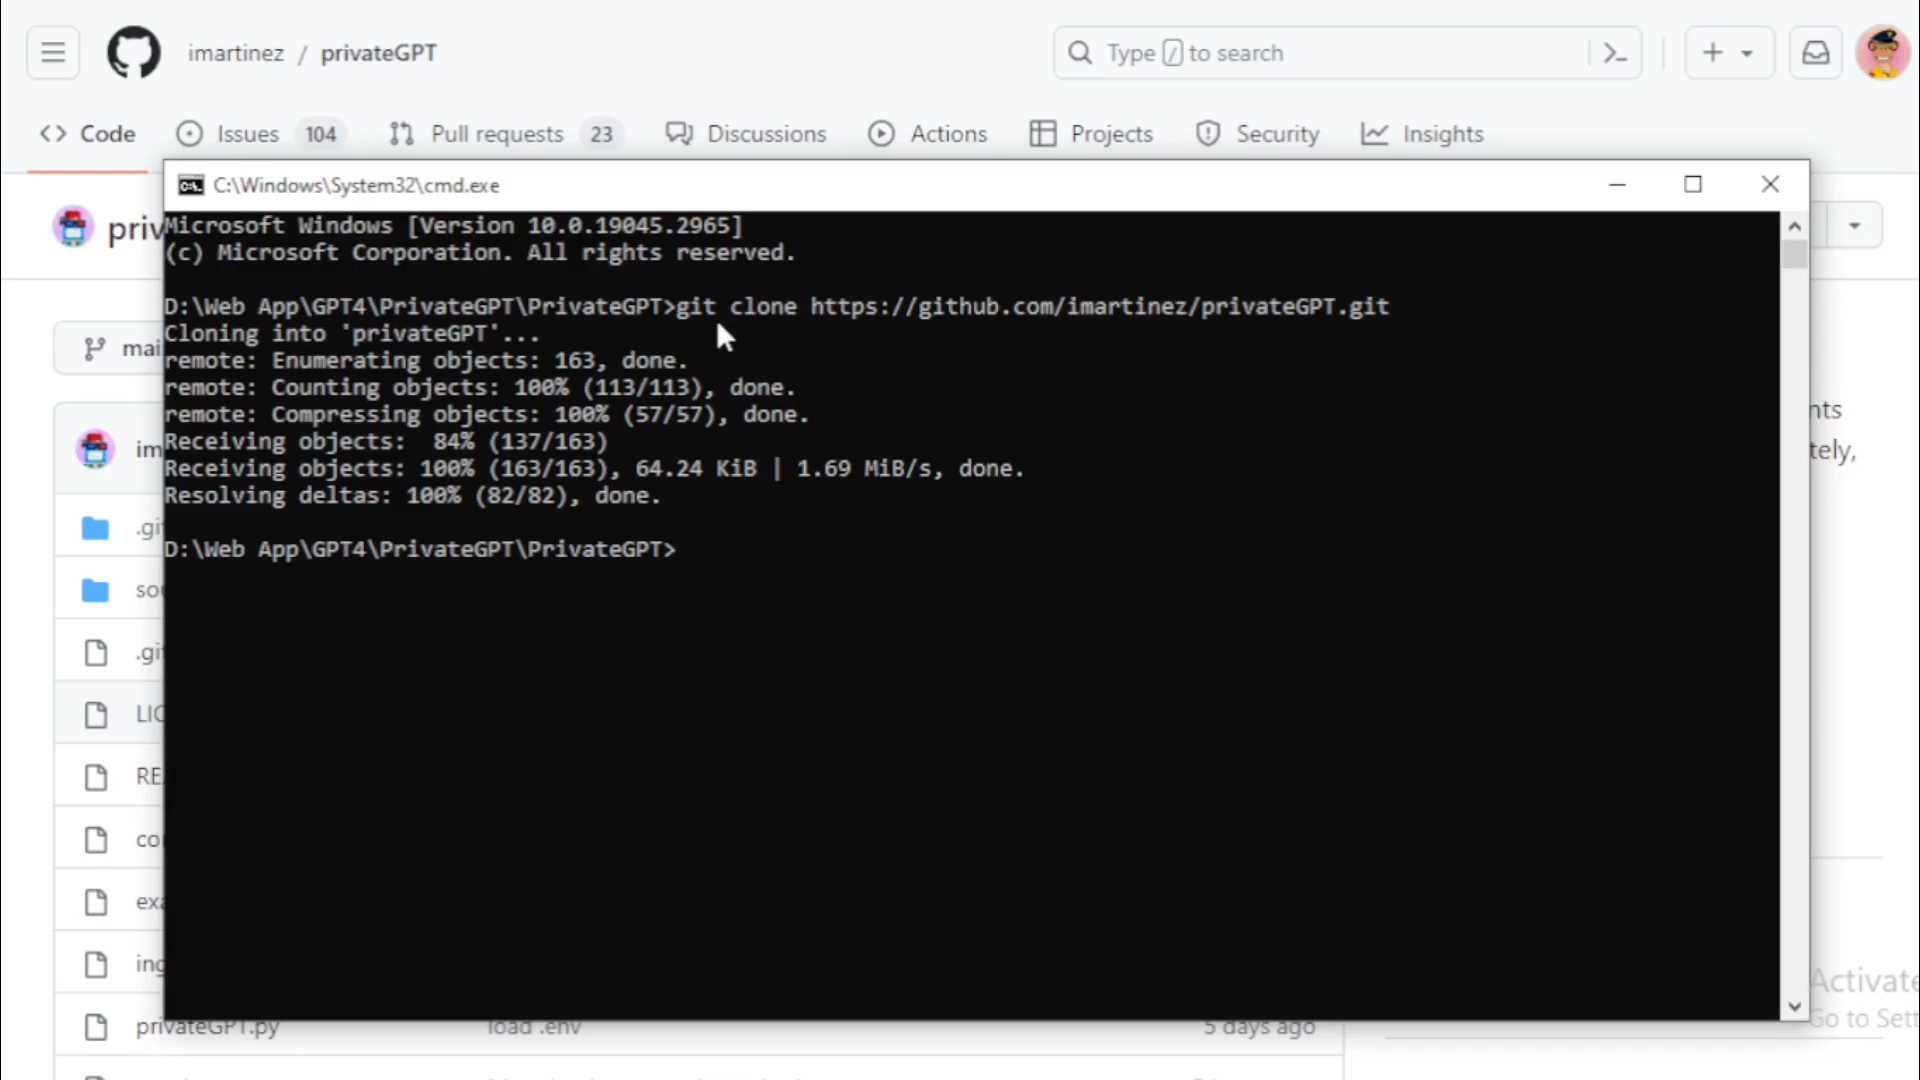 imartinez / privateGPT
Type / to search
Code
Issues 104
Pull requests 23
Discussions
Actions
Projects
Security
Insights
C:\Windows\System32\cmd.exe
priv
Microsoft Windows [Version 10.0.19045.2965]
(c) Microsoft Corporation. All rights reserved.
D:\Web App\GPT4\PrivateGPT\PrivateGPT>git clone https://github.com/imartinez/privateGPT.git
Cloning into 'privateGPT'...
remote: Enumerating objects: 163, done.
remote: Counting objects: 100% (113/113), done.
remote: Compressing objects: 100% (57/57), done.
Receiving objects:  84% (137/163)
Receiving objects: 100% (163/163), 64.24 KiB | 1.69 MiB/s, done.
Resolving deltas: 100% (82/82), done.
D:\Web App\GPT4\PrivateGPT\PrivateGPT>
mai
nts
im
tely,
.gi
sou
.gi
LIC
RE
co
exa
ing
Activate
Go to Sett
privateGPT.py load .env 5 days ago